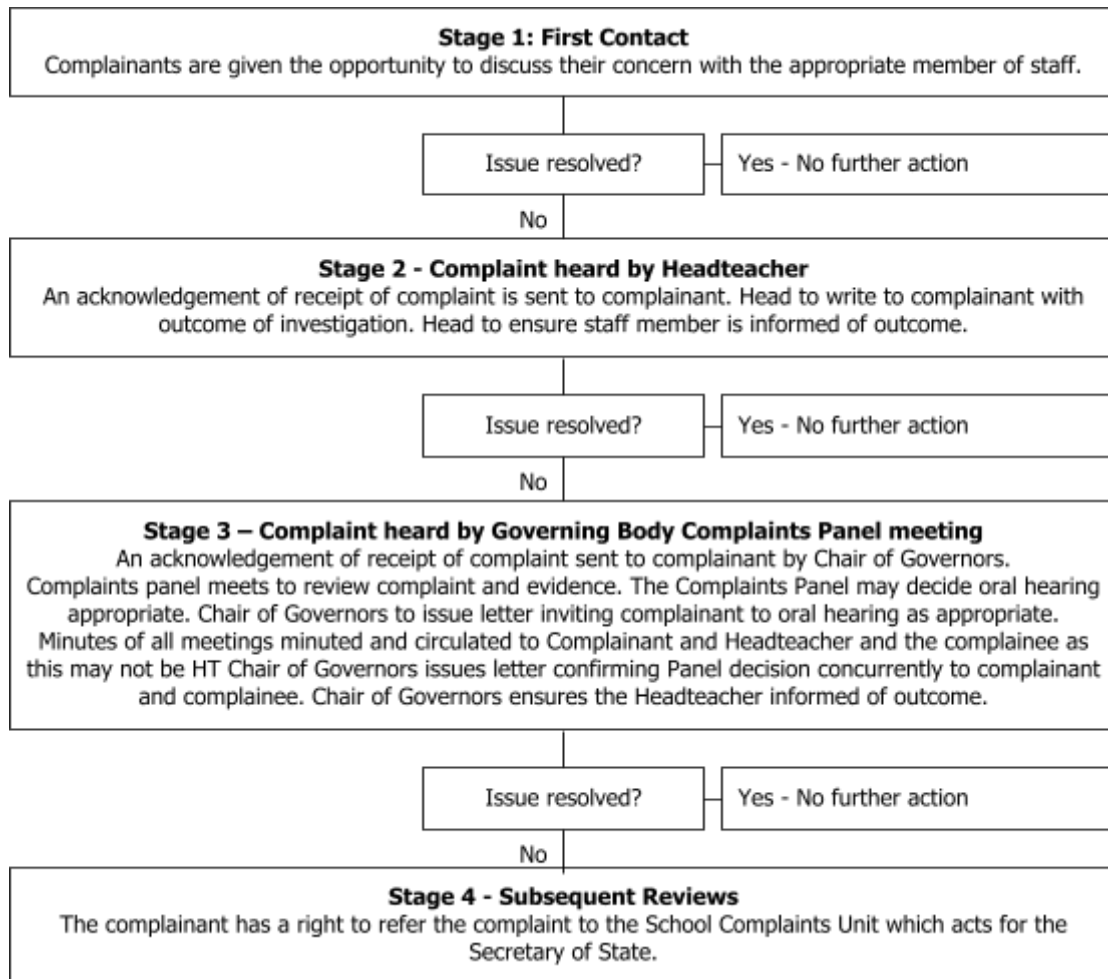 Stage 1: First Contact
Complainants are given the opportunity to discuss their concern with the appropriate member of staff.
Issue resolved?
Yes - No further action
No
Stage 2 - Complaint heard by Headteacher
An acknowledgement of receipt of complaint is sent to complainant. Head to write to complainant with
outcome of investigation. Head to ensure staff member is informed of outcome.
Issue resolved?
Yes - No further action
No
Stage 3 – Complaint heard by Governing Body Complaints Panel meeting
An acknowledgement of receipt of complaint sent to complainant by Chair of Governors.
Complaints panel meets to review complaint and evidence. The Complaints Panel may decide oral hearing
appropriate. Chair of Governors to issue letter inviting complainant to oral hearing as appropriate.
Minutes of all meetings minuted and circulated to Complainant and Headteacher and the complainee as
this may not be HT Chair of Governors issues letter confirming Panel decision concurrently to complainant
and complainee. Chair of Governors ensures the Headteacher informed of outcome.
Issue resolved?
Yes - No further action
No
Stage 4 - Subsequent Reviews
The complainant has a right to refer the complaint to the School Complaints Unit which acts for the
Secretary of State.